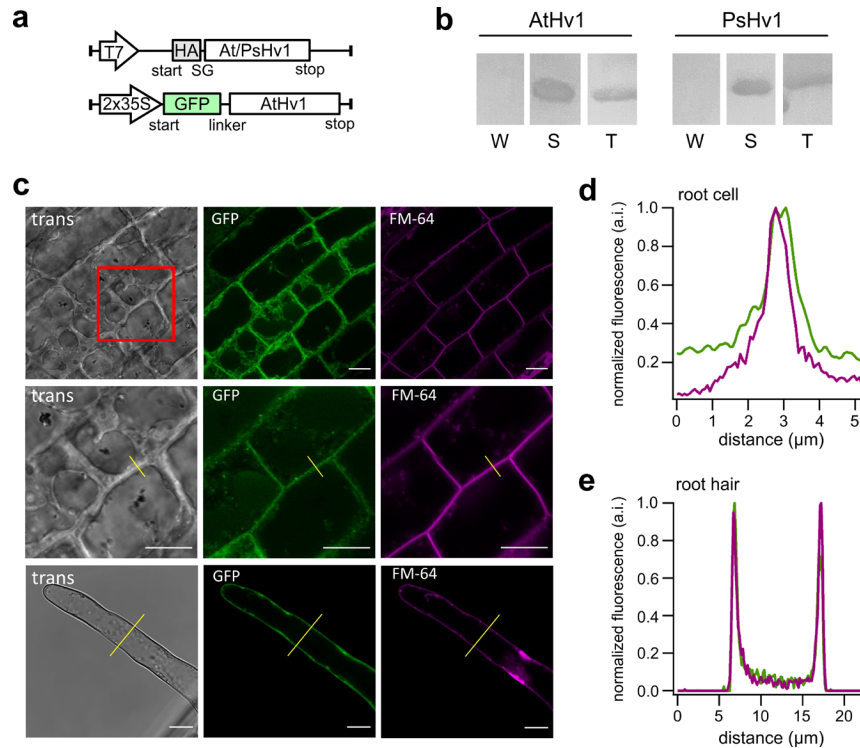 a
T7
HA
At/PsHv1
start
SG
stop
2x35S
GFP
AtHv1
start
linker
stop
b
AtHv1
PsHv1
W
S
T
W
S
T
c
trans
GFP
FM-64
trans
GFP
FM-64
trans
GFP
FM-64
d
root cell
normalized fluorescence (a.i.)
1.0
0.8
0.6
0.4
0.2
0
1
2
3
4
5
distance (µm)
e
root hair
normalized fluorescence (a.i.)
1.0
0.8
0.6
0.4
0.2
0.0
0
5
10
15
20
distance (µm)